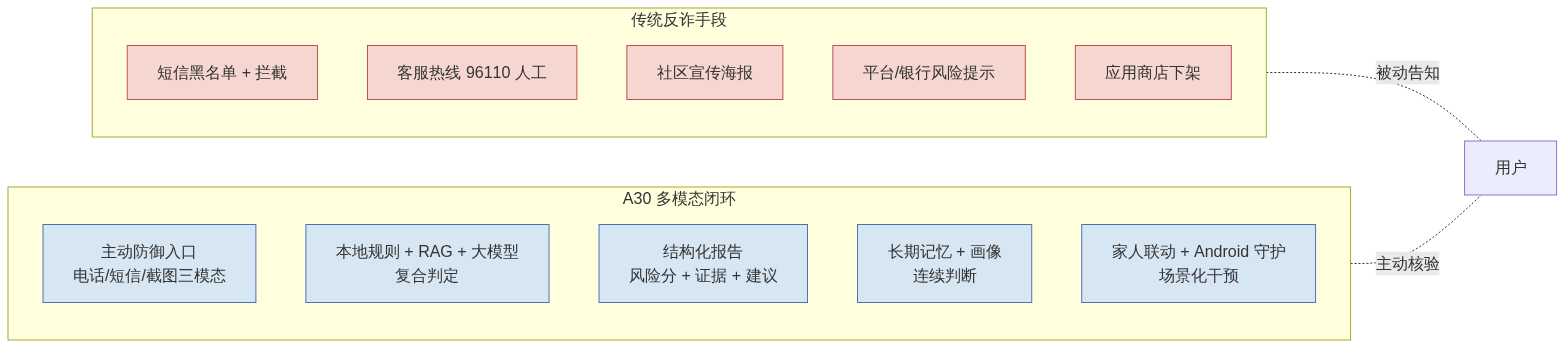 传统反诈手段
短信黑名单 + 拦截
客服热线 96110 人工
社区宣传海报
平台/银行风险提示
应用商店下架
被动告知
用户
A30 多模态闭环
主动防御入口
电话/短信/截图三模态
本地规则 + RAG + 大模型
复合判定
结构化报告
风险分 + 证据 + 建议
长期记忆 + 画像
连续判断
家人联动 + Android 守护
场景化干预
主动核验